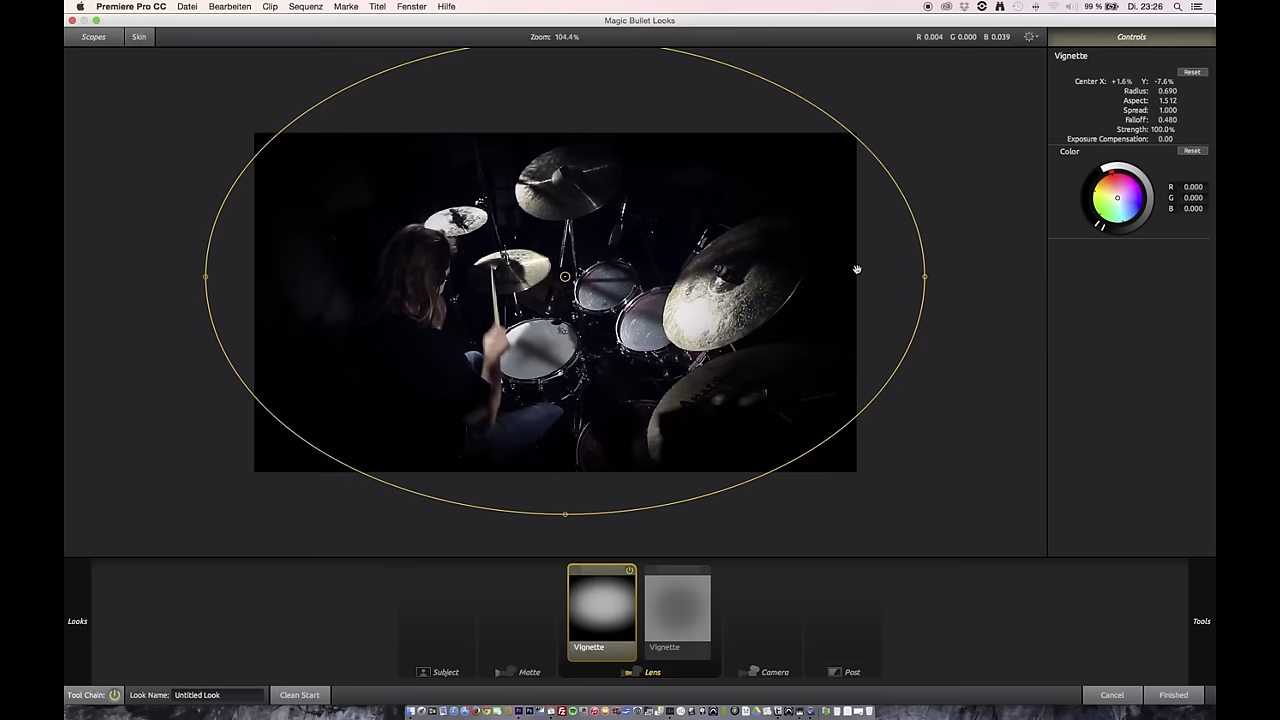 Premiere Pro CC Datei Bearbeiten Clip Sequenz Marke Titel Fenster Hilfe 99 % Di. 23:26
Magic Bullet Looks
Scopes Skin Zoom: 104.4% R 0.004 G 0.000 B 0.039 Controls
Vignette
Reset
Center X: +1.6% Y: -7.6%
Radius: 0.690
Aspect: 1.512
Spread: 1.000
Falloff: 0.480
Strength: 100.0%
Exposure Compensation: 0.00
Color Reset
R 0.000
G 0.000
B 0.000
Looks Tools
Vignette Vignette
Subject Matte Lens Camera Post
Tool Chain: Look Name: Untitled Look Clean Start Cancel Finished